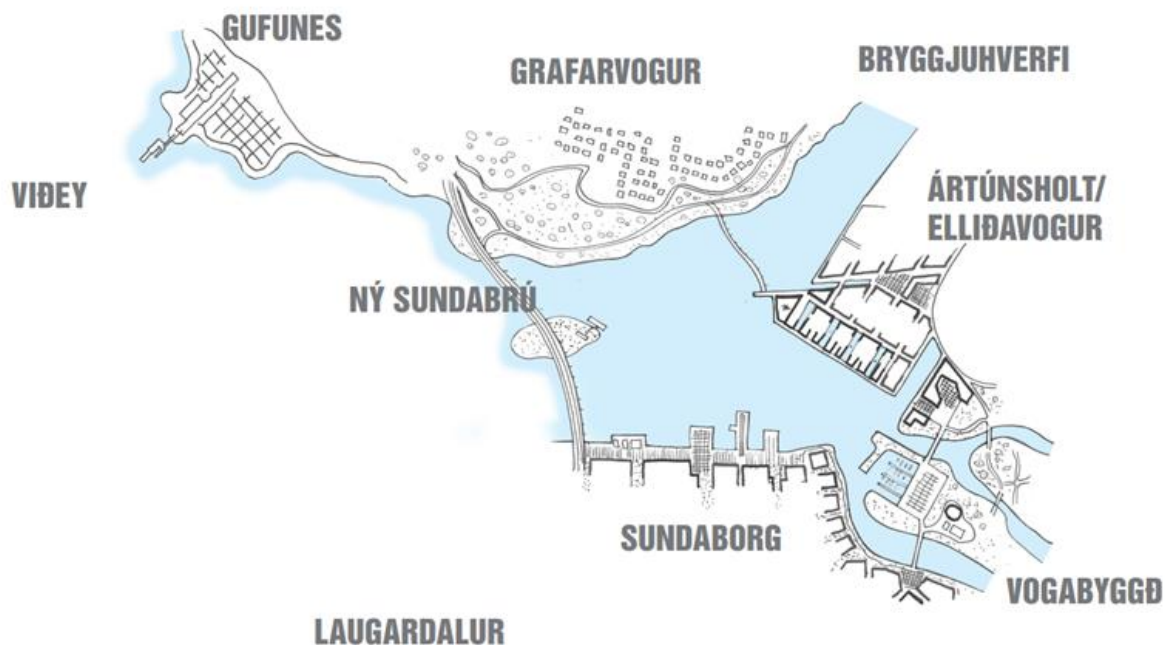 GUFUNES
GRAFARVOGUR
BRYGGJUHVERFI
VIÐEY
ÁRTÚNSHOLT/
ELLIÐAVOGUR
NÝ SUNDABRÚ
SUNDABORG
VOGABYGGÐ
LAUGARDALUR